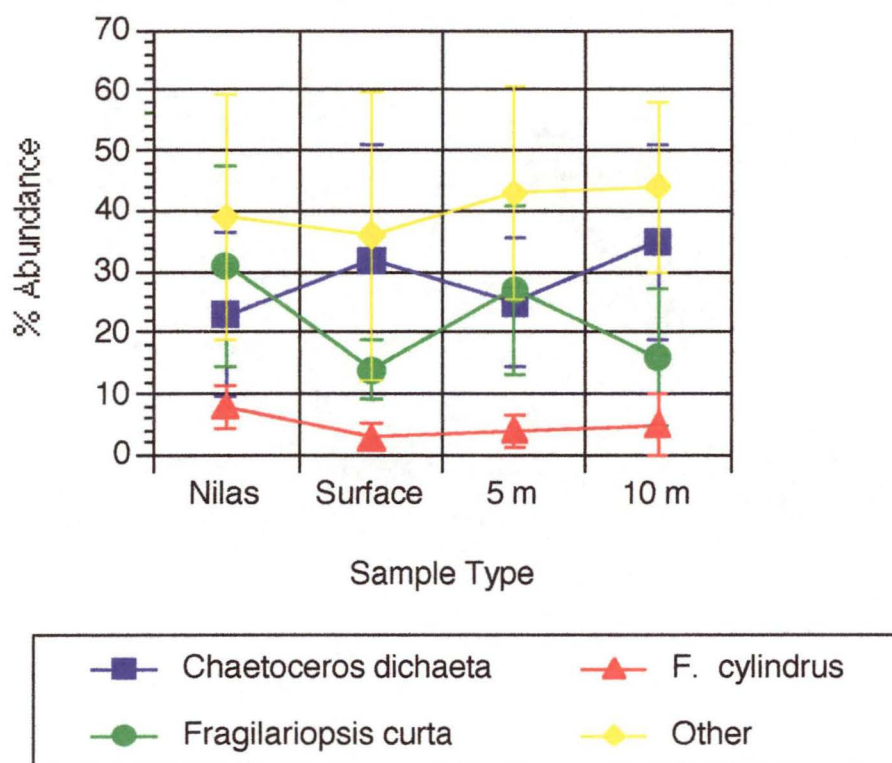 70
60
50
40
30
20
10
0
% Abundance
Nilas Surface 5 m 10 m
Sample Type
Chaetoceros dichaeta F. cylindrus
Fragilariopsis curta Other